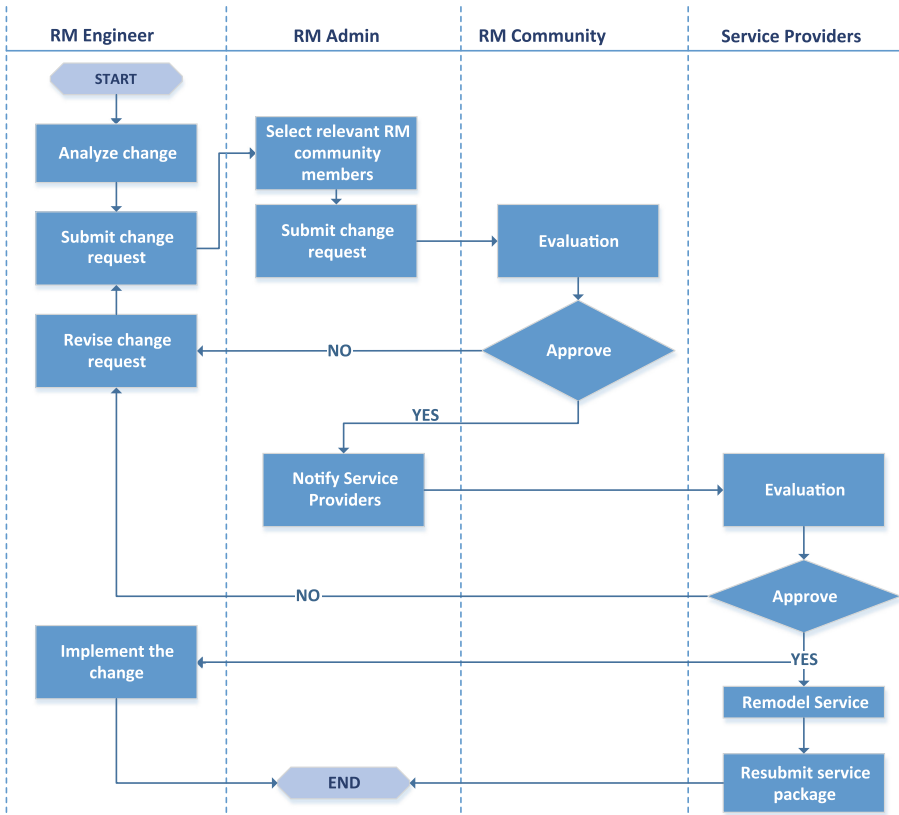 RM Engineer
RM Admin
RM Community
Service Providers
START
Analyze change
Select relevant RM
community
members
Submit change
request
Submit change
request
Evaluation
Revise change
request
NO
Approve
YES
Notify Service
Providers
Evaluation
NO
Approve
Implement the
change
YES
Remodel Service
END
Resubmit service
package